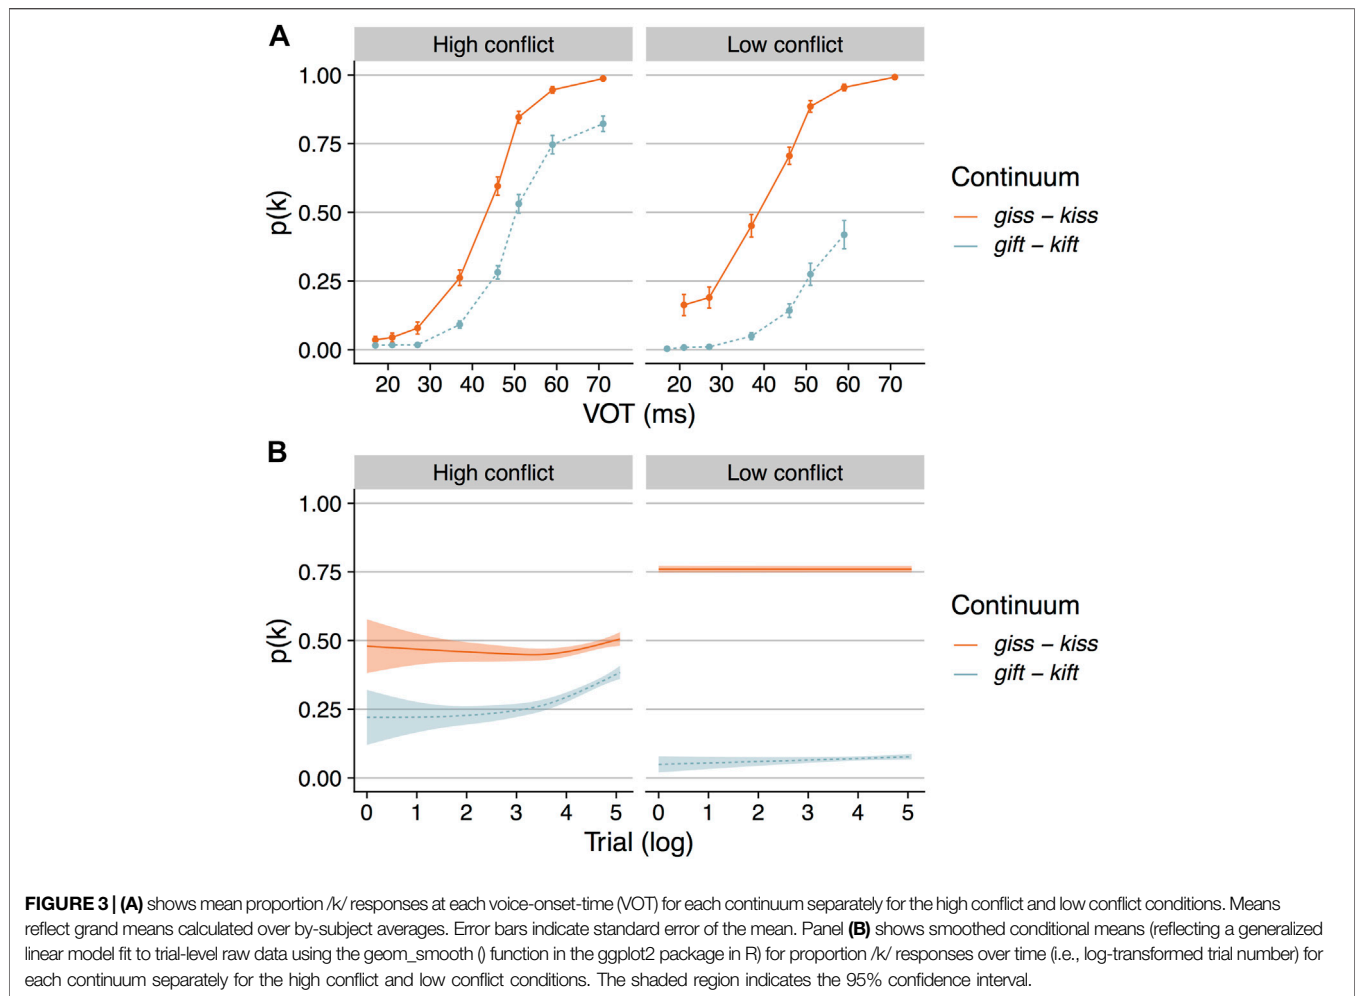 A
High conflict
Low conflict
1.00
0.75
0.50
0.25
0.00
p(k)
20 30 40 50 60 70
20 30 40 50 60 70
VOT (ms)
Continuum
giss – kiss
gift – kift
B
High conflict
Low conflict
1.00
0.75
0.50
0.25
0.00
p(k)
0 1 2 3 4 5
0 1 2 3 4 5
Trial (log)
Continuum
giss – kiss
gift – kift
FIGURE 3 | (A) shows mean proportion /k/ responses at each voice-onset-time (VOT) for each continuum separately for the high conflict and low conflict conditions. Means
reflect grand means calculated over by-subject averages. Error bars indicate standard error of the mean. Panel (B) shows smoothed conditional means (reflecting a generalized
linear model fit to trial-level raw data using the geom_smooth () function in the ggplot2 package in R) for proportion /k/ responses over time (i.e., log-transformed trial number) for
each continuum separately for the high conflict and low conflict conditions. The shaded region indicates the 95% confidence interval.